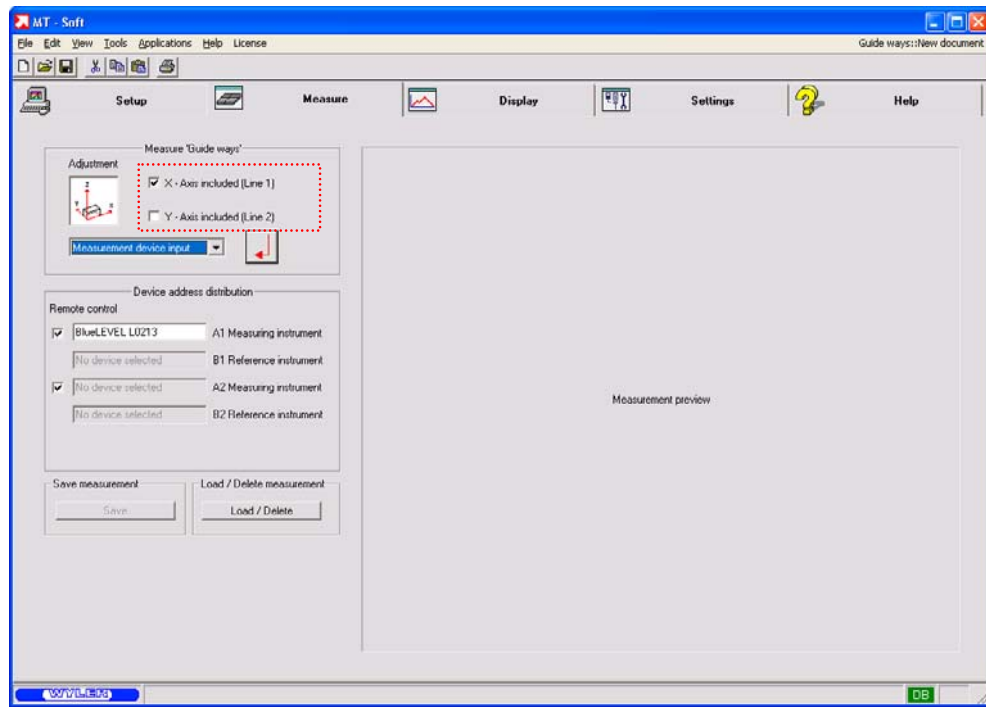 MT - Soft
File Edit View Tools Applications Help License
Guide ways::New document
Setup Measure Display Settings Help
Measure 'Guide ways'
Adjustment
Z
Y X
X - Axis included (Line 1)
Y - Axis included (Line 2)
Measurement device input
Device address distribution
Remote control
BlueLEVEL L0213 A1 Measuring instrument
No device selected B1 Reference instrument
No device selected A2 Measuring instrument
No device selected B2 Reference instrument
Save measurement
Save
Load / Delete measurement
Load / Delete
Measurement preview
WYLER
DB